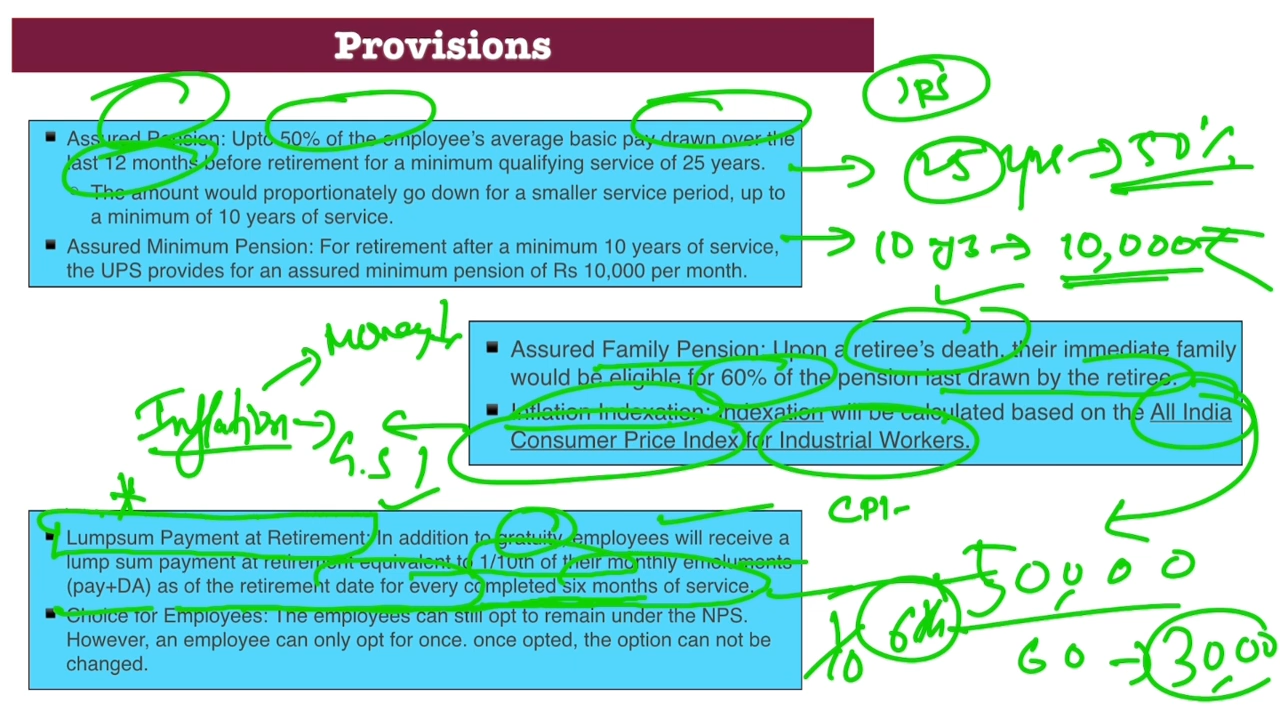 Provisions
▪ Assured Pension: Upto 50% of the employee's average basic pay drawn over the
last 12 months before retirement for a minimum qualifying service of 25 years.
The amount would proportionately go down for a smaller service period, up to
a minimum of 10 years of service.
▪ Assured Minimum Pension: For retirement after a minimum 10 years of service,
the UPS provides for an assured minimum pension of Rs 10,000 per month.
25 yrs → 50%
10 yrs → 10,000 ₹
Money ↓
▪ Assured Family Pension: Upon a retiree's death, their immediate family
would be eligible for 60% of the pension last drawn by the retiree.
▪ Inflation Indexation: Indexation will be calculated based on the All India
Consumer Price Index for Industrial Workers.
Inflation →
G.S ↑
*
▪ Lumpsum Payment at Retirement: In addition to gratuity, employees will receive a
lump sum payment at retirement equivalent to 1/10th of their monthly emoluments
(pay+DA) as of the retirement date for every completed six months of service.
▪ Choice for Employees: The employees can still opt to remain under the NPS.
However, an employee can only opt for once. once opted, the option can not be
changed.
CPI-
50,000
1/10
60 → 3000